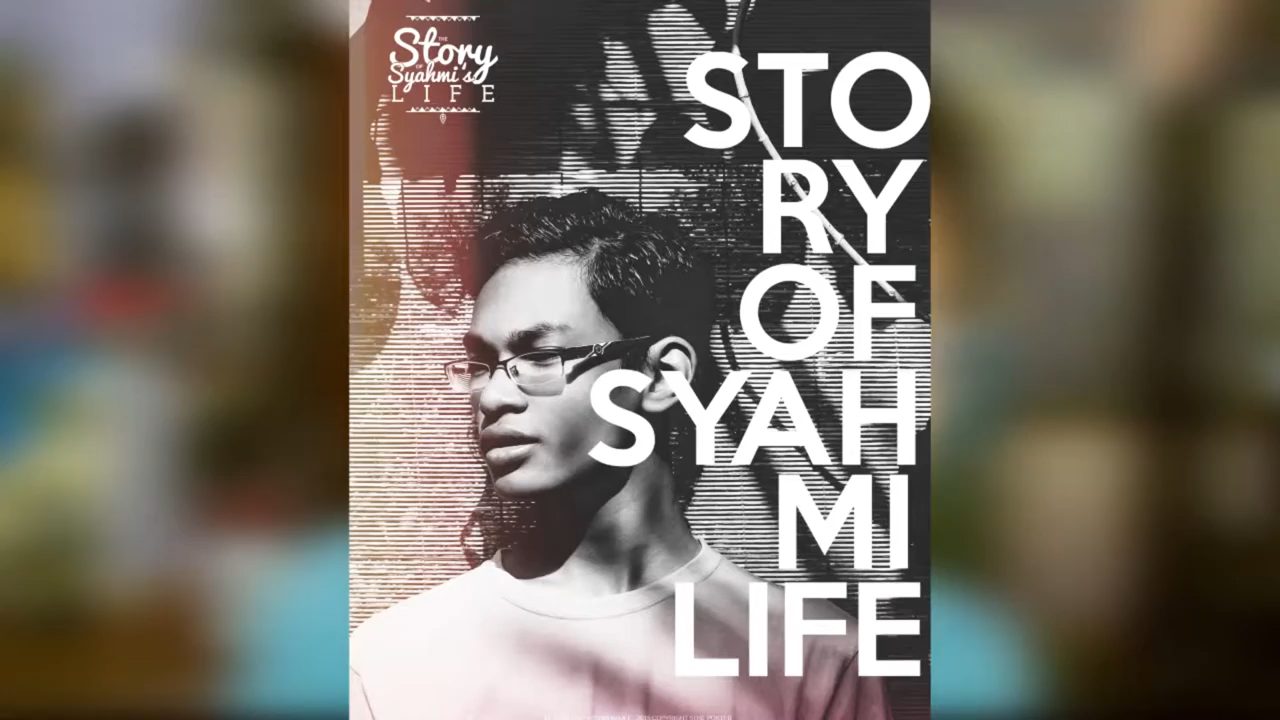 THE
Story
OF
Syahmi's
LIFE
STO
RY
OF
SYAH
MI
LIFE